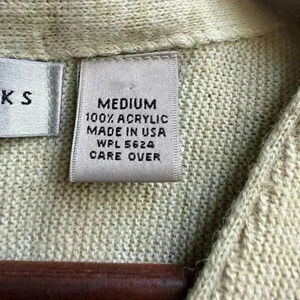 KS
MEDIUM
100% ACRYLIC
MADE IN USA
WPL 5624
CARE OVER